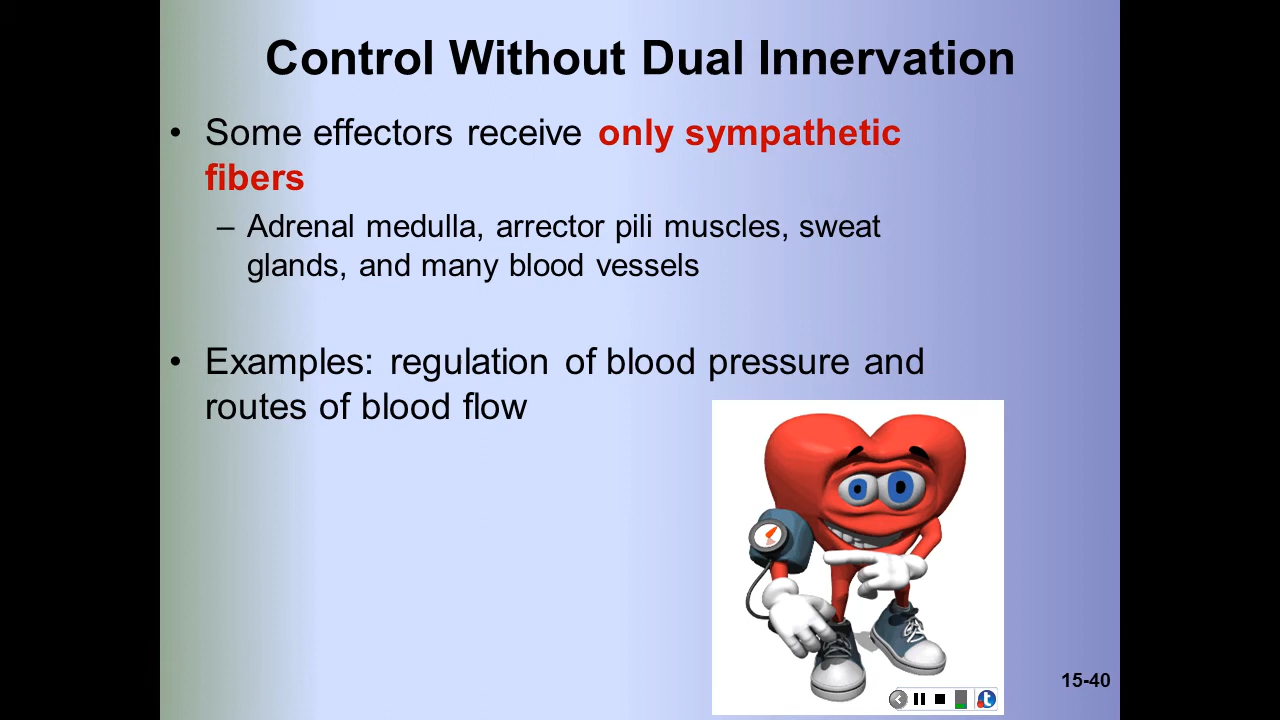 Control Without Dual Innervation
• Some effectors receive only sympathetic
fibers
– Adrenal medulla, arrector pili muscles, sweat
glands, and many blood vessels
• Examples: regulation of blood pressure and
routes of blood flow
t
15-40